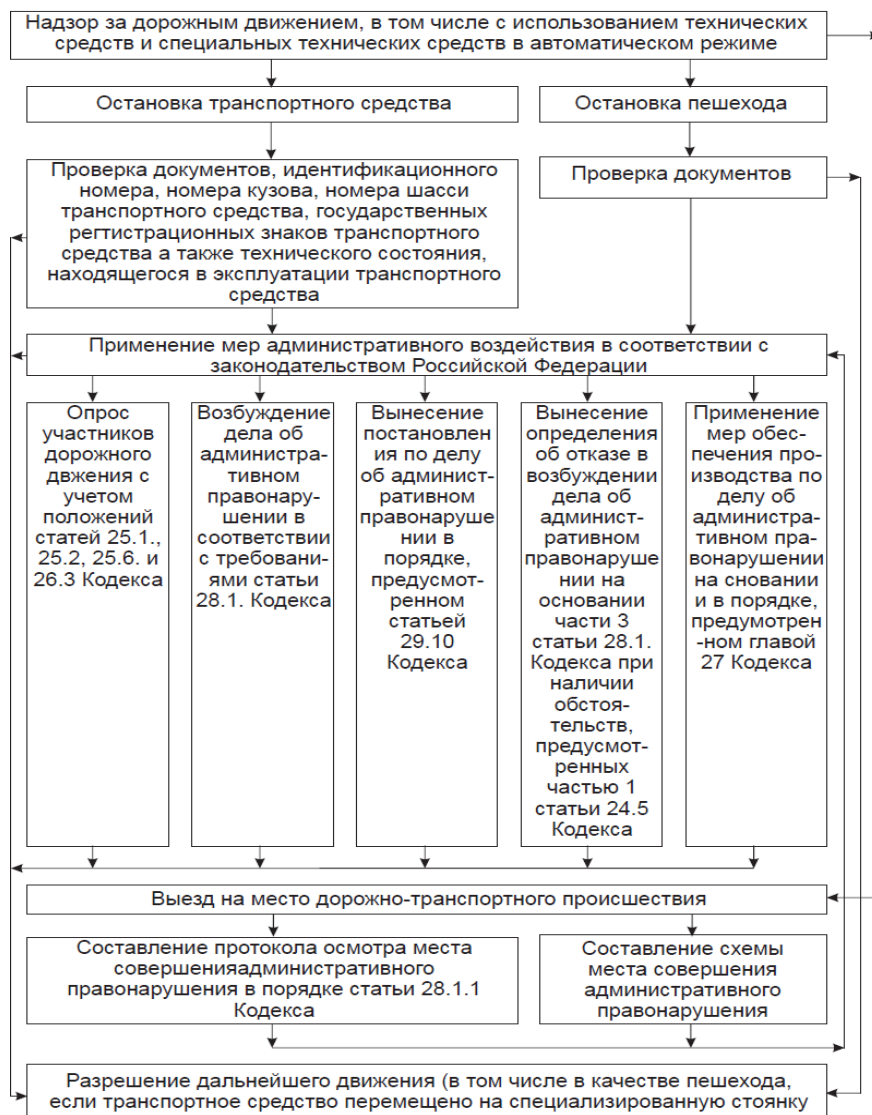 Надзор за дорожным движением, в том числе с использованием технических
средств и специальных технических средств в автоматическом режиме
Остановка транспортного средства
Остановка пешехода
Проверка документов, идентификационного
номера, номера кузова, номера шасси
транспортного средства, государственных
регтистрационных знаков транспортного
средства а также технического состояния,
находящегося в эксплуатации транспортного
средства
Проверка документов
Применение мер административного воздействия в соответствии с
законодательством Российской Федерации
Опрос
участников
дорожного
двжения с
учетом
положений
статей 25.1.,
25.2, 25.6. и
26.3 Кодекса
Возбуждение
дела об
администра-
тивном
правонару-
шении в
соответствии
с требовани-
ями статьи
28.1. Кодекса
Вынесение
постановлен
ия по делу
об админист-
ративном
правонаруше
нии в
порядке,
предусмот-
ренном
статьей
29.10
Кодекса
Вынесение
определения
об отказе в
возбуждении
дела об
админист-
ративном
правонаруше
нии на
основании
части 3
статьи 28.1.
Кодекса при
наличии
обстоя-
тельств,
предусмот-
ренных
частью 1
статьи 24.5
Кодекса
Применение
мер обес-
печения про-
изводства по
делу об
администра-
тивном пра-
вонарушении
на сновании
и в порядке,
предумотрен
-ном главой
27 Кодекса
Выезд на место дорожно-транспортного происшествия
Составление протокола осмотра места
совершенияадминистративного
правонарушения в порядке статьи 28.1.1
Кодекса
Составление схемы
места совершения
административного
правонарушения
Разрешение дальнейшего движения (в том числе в качестве пешехода,
если транспортное средство перемещено на специализированную стоянку